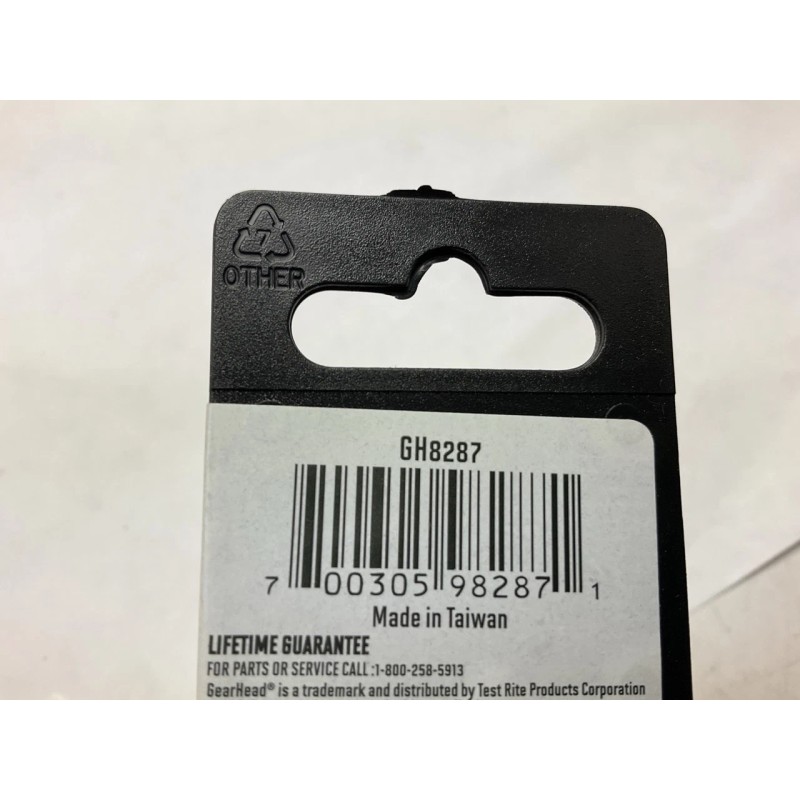 7
OTHER
GH8287
7 00305 98287 1
Made in Taiwan
LIFETIME GUARANTEE
FOR PARTS OR SERVICE CALL :1-800-258-5913
GearHead® is a trademark and distributed by Test Rite Products Corporation